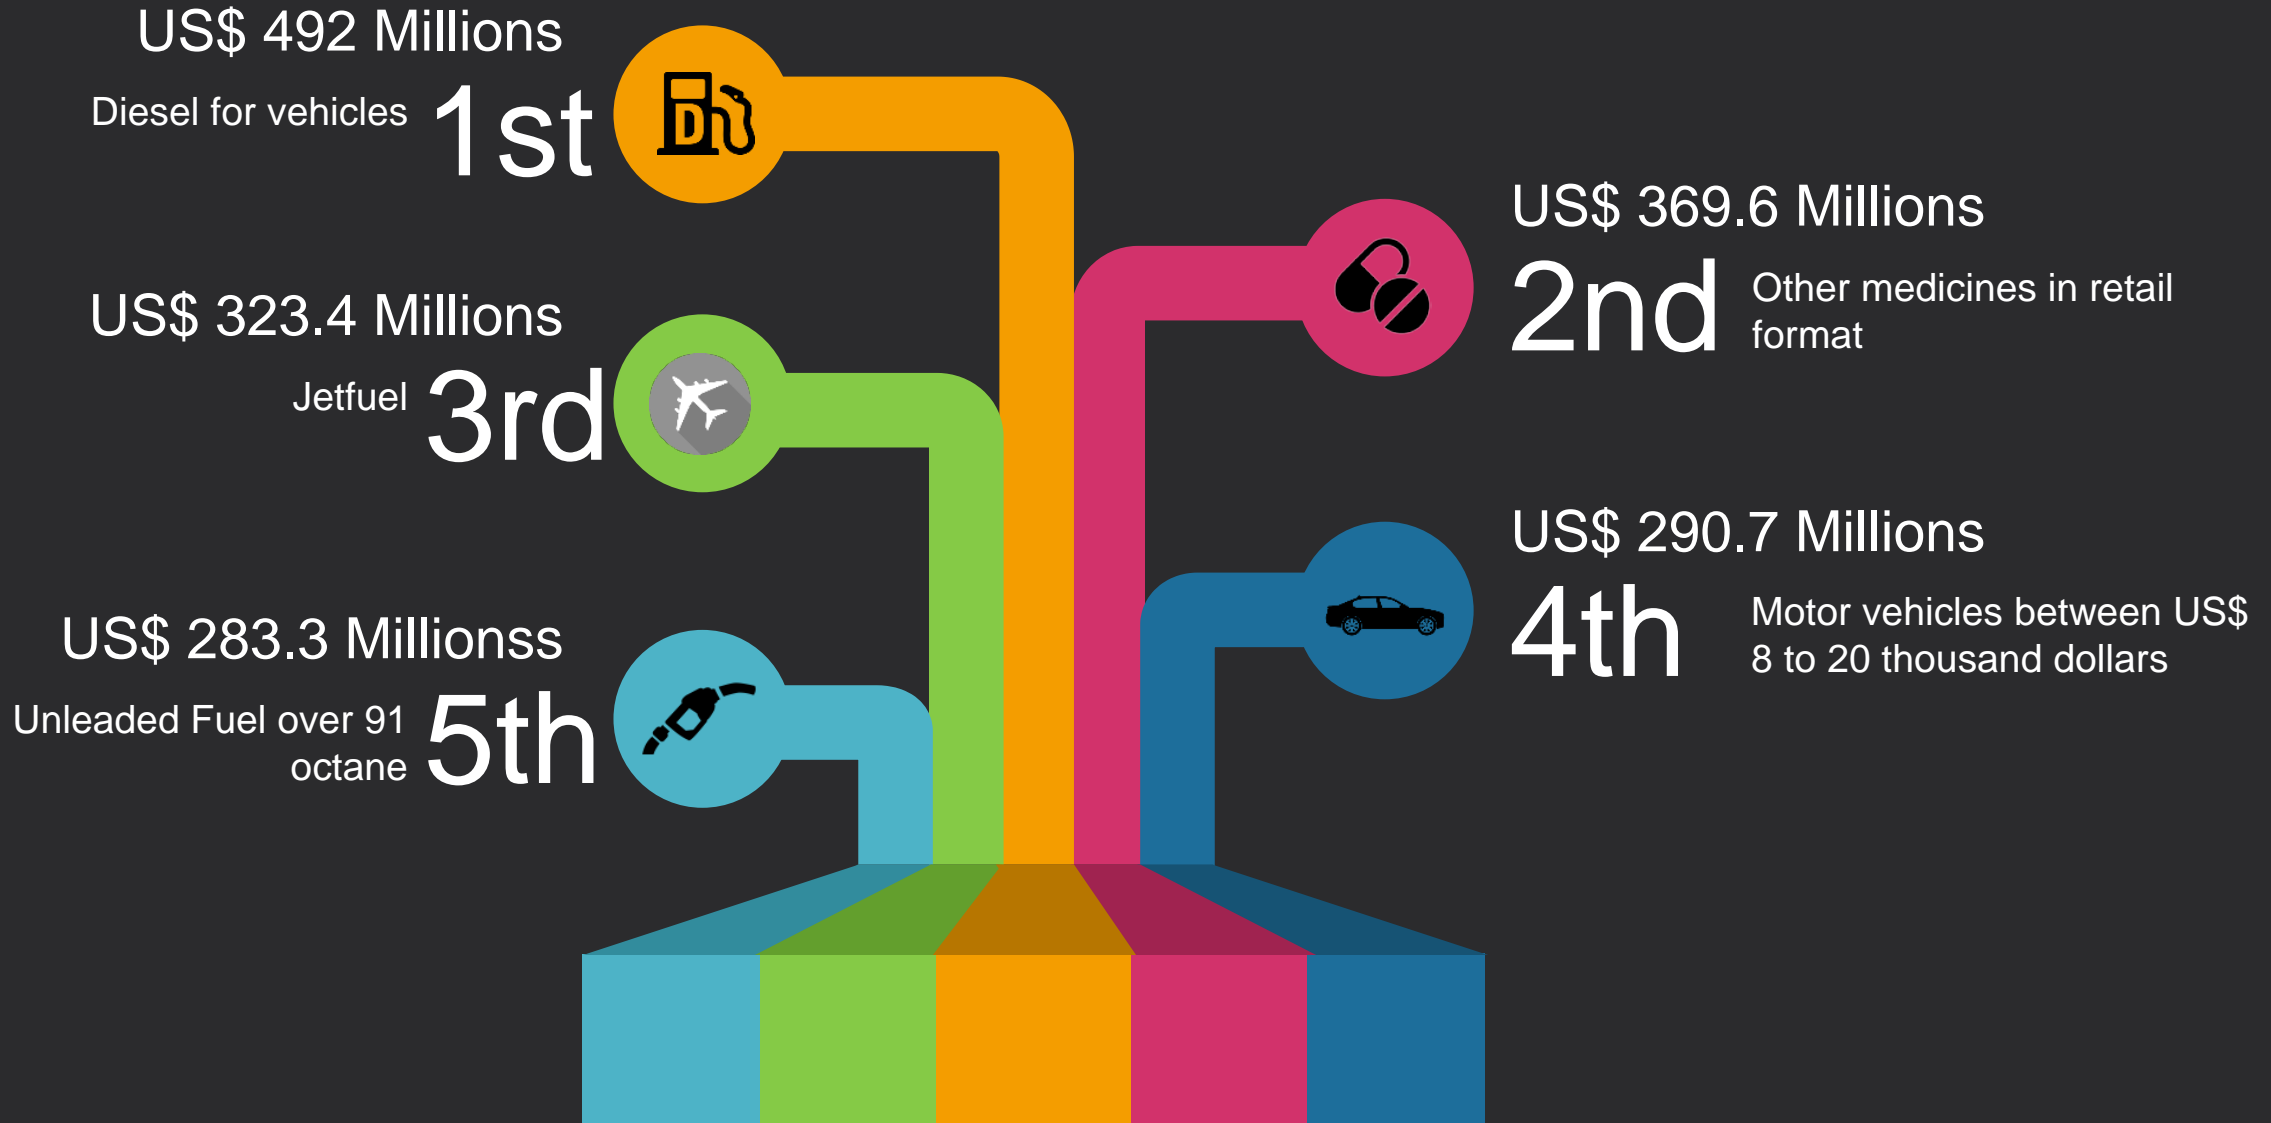 US$ 492 Millions
Diesel for vehicles
1st
D
US$ 369.6 Millions
2nd
Other medicines in retail
format
US$ 323.4 Millions
Jetfuel
3rd
US$ 290.7 Millions
4th
Motor vehicles between US$
8 to 20 thousand dollars
US$ 283.3 Millionss
Unleaded Fuel over 91
octane
5th